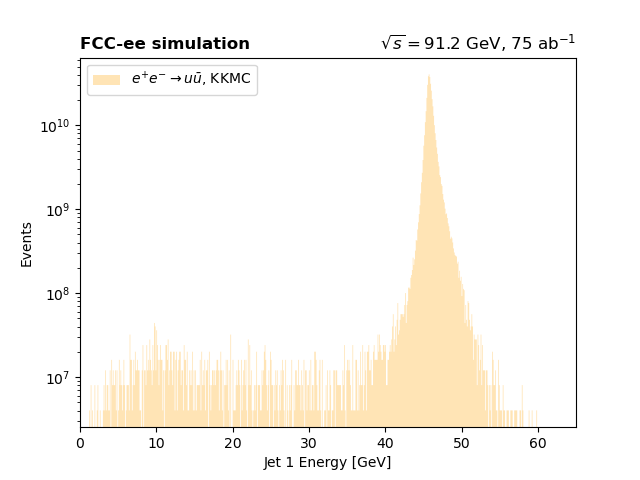 FCC-ee simulation
√s = 91.2 GeV, 75 ab⁻¹
e⁺e⁻ → uū, KKMC
10¹⁰
10⁹
10⁸
10⁷
Events
0 10 20 30 40 50 60
Jet 1 Energy [GeV]